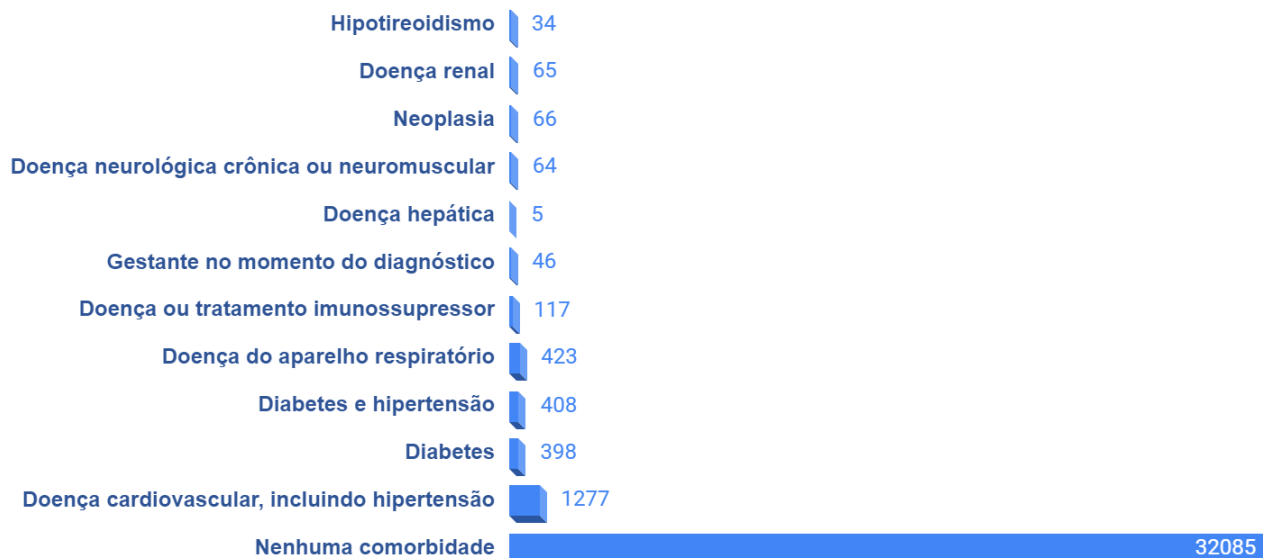 Hipotireoidismo 34
Doença renal 65
Neoplasia 66
Doença neurológica crônica ou neuromuscular 64
Doença hepática 5
Gestante no momento do diagnóstico 46
Doença ou tratamento imunossupressor 117
Doença do aparelho respiratório 423
Diabetes e hipertensão 408
Diabetes 398
Doença cardiovascular, incluindo hipertensão 1277
Nenhuma comorbidade 32085